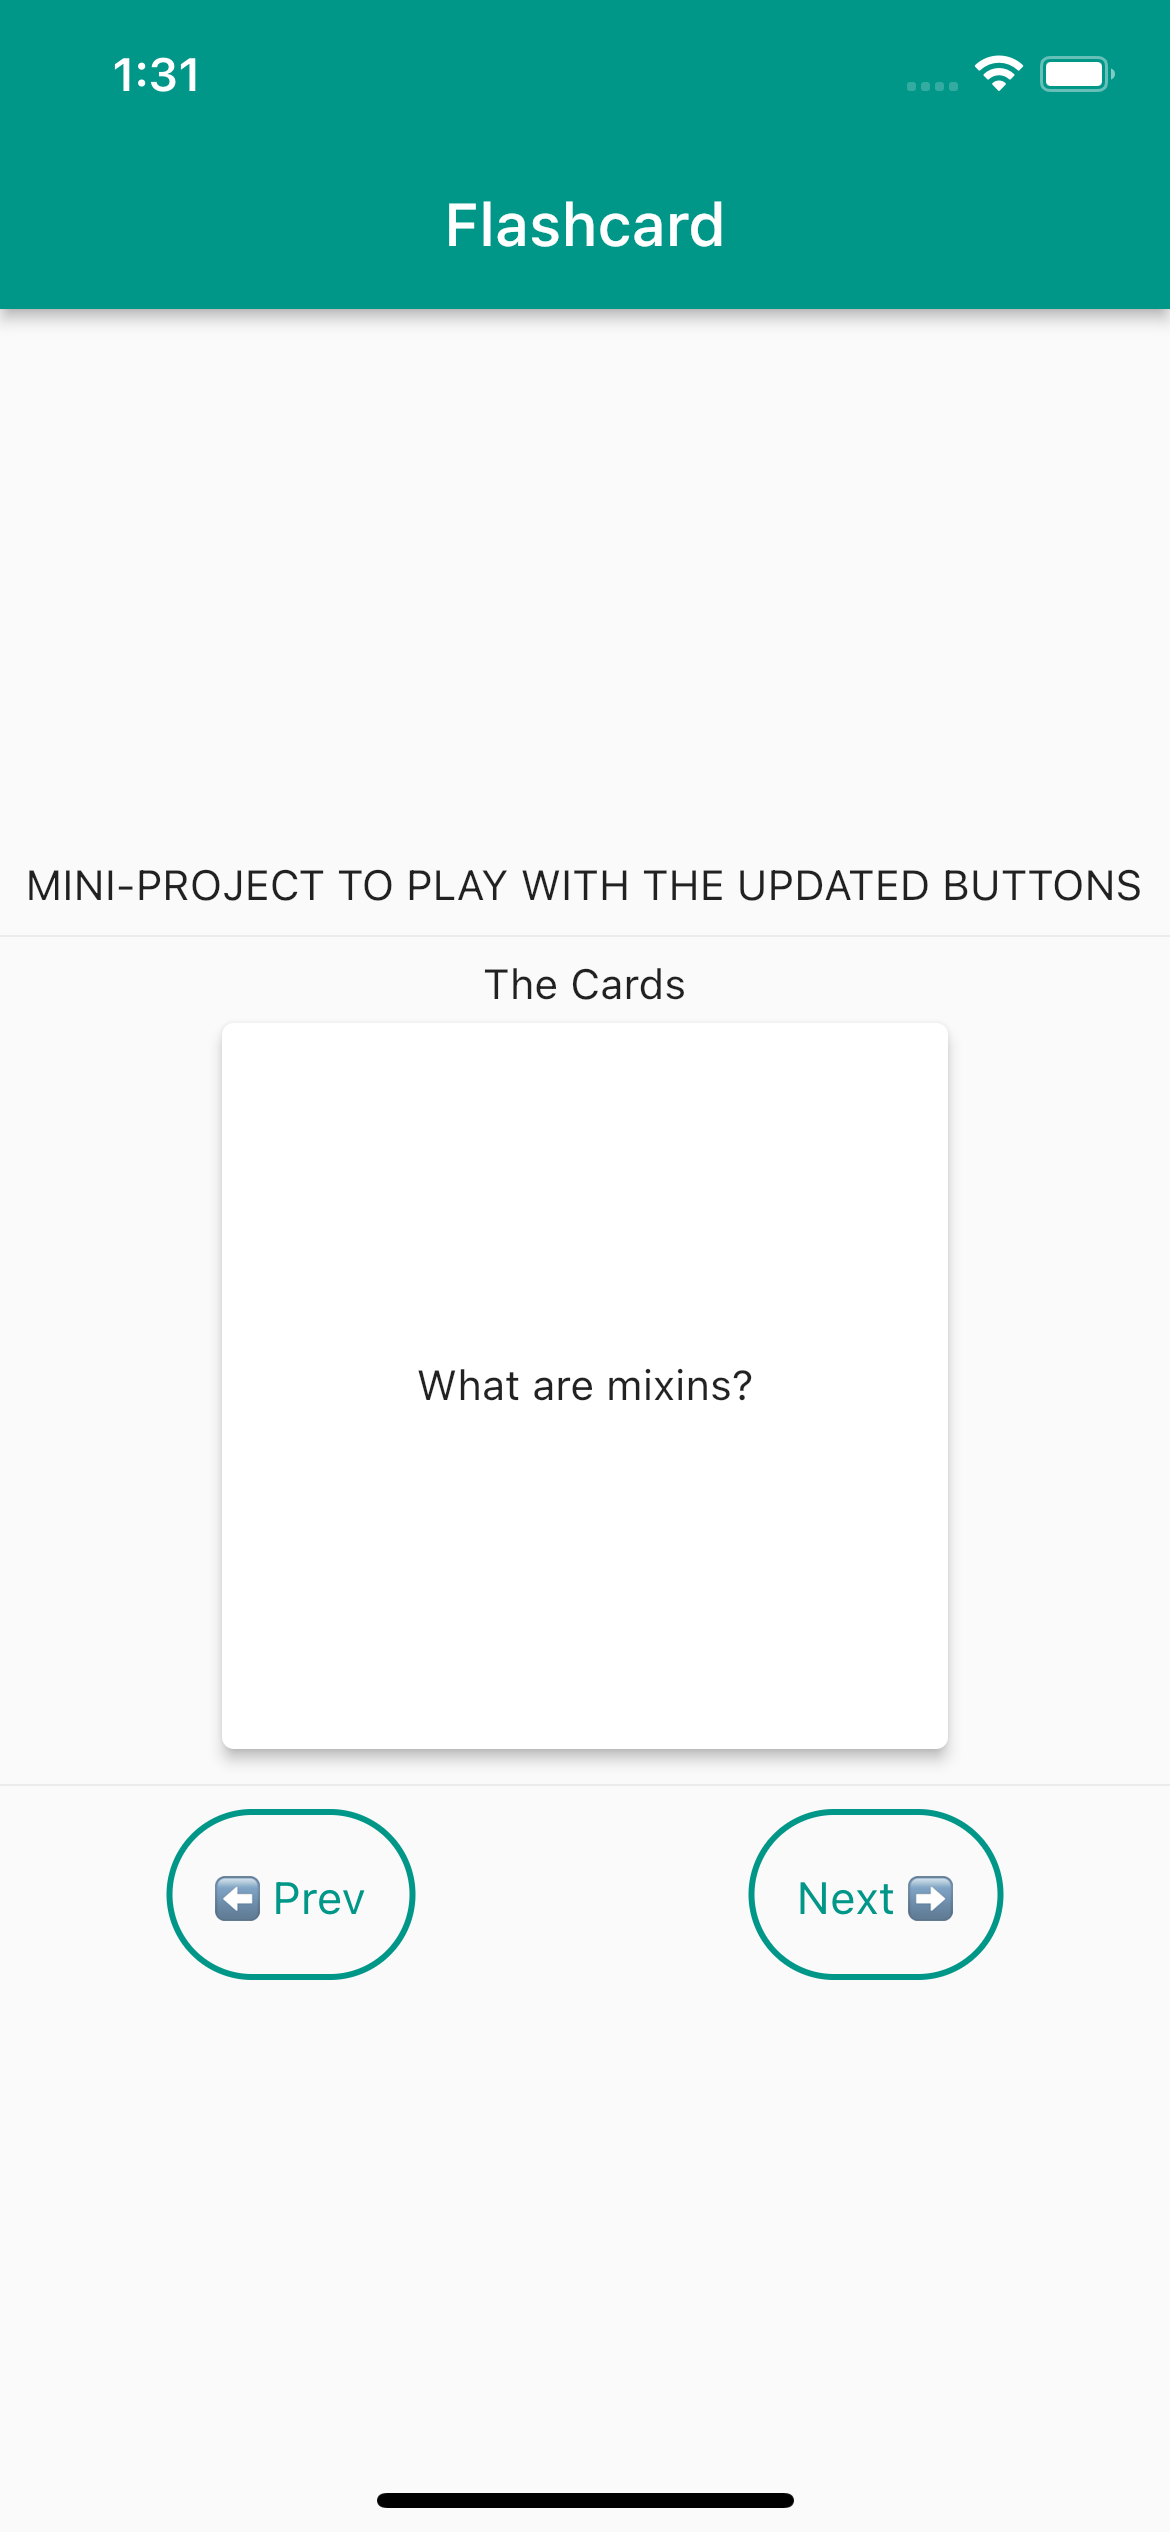 1:31
Flashcard
MINI-PROJECT TO PLAY WITH THE UPDATED BUTTONS
The Cards
What are mixins?
⬅️ Prev
Next ➡️